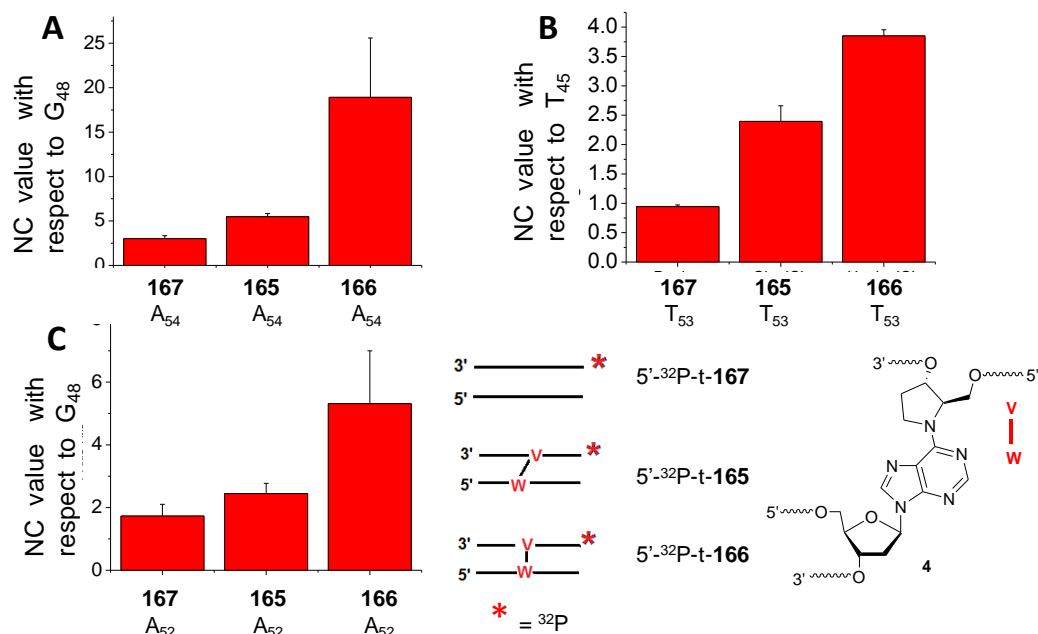 A
NC value with
respect to G48
25
20
15
10
5
0
167
165
166
A54
A54
A54
B
NC value with
respect to T45
4.0
3.5
3.0
2.5
2.0
1.5
1.0
0.5
0.0
167
165
166
T53
T53
T53
C
NC value with
respect to G48
6
4
2
0
167
165
166
A52
A52
A52
3' * 5'-32P-t-167
5'
3' V * 5'-32P-t-165
5' W
3' V * 5'-32P-t-166
5' W
* = 32P
3' O
O 5'
V
N
W
N N
N N
5' O O
3' O
4